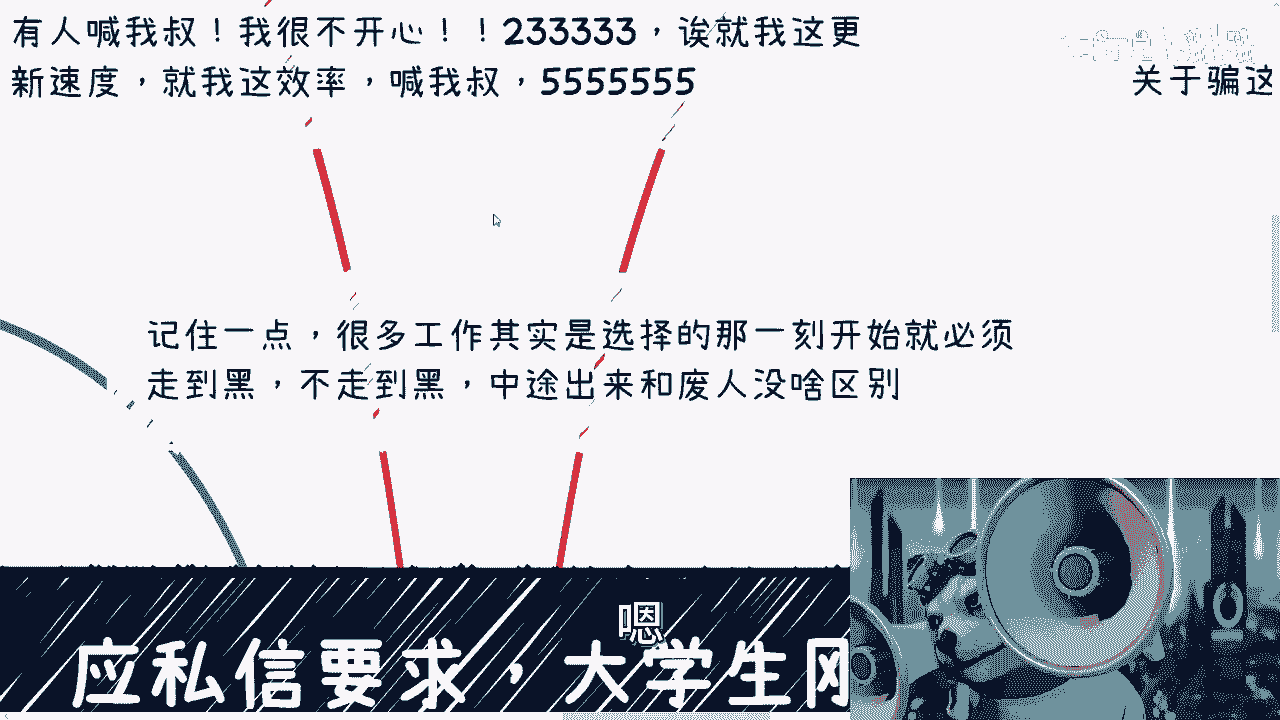 有人喊我叔！我很不开心！！233333，诶就我这更
新速度，就我这效率，喊我叔，5555555
关于骗这
记住一点，很多工作其实是选择的那一刻开始就必须
走到黑，不走到黑，中途出来和废人没啥区别
嗯
应私信要求，大学生刚